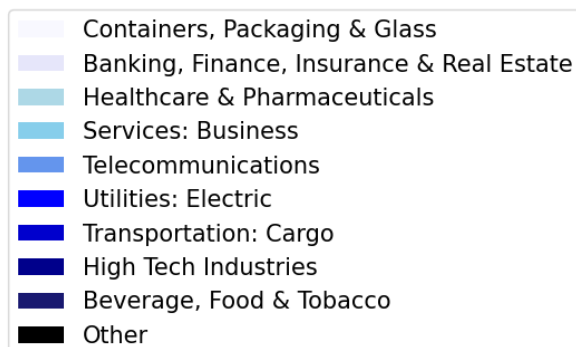 Containers, Packaging & Glass
Banking, Finance, Insurance & Real Estate
Healthcare & Pharmaceuticals
Services: Business
Telecommunications
Utilities: Electric
Transportation: Cargo
High Tech Industries
Beverage, Food & Tobacco
Other